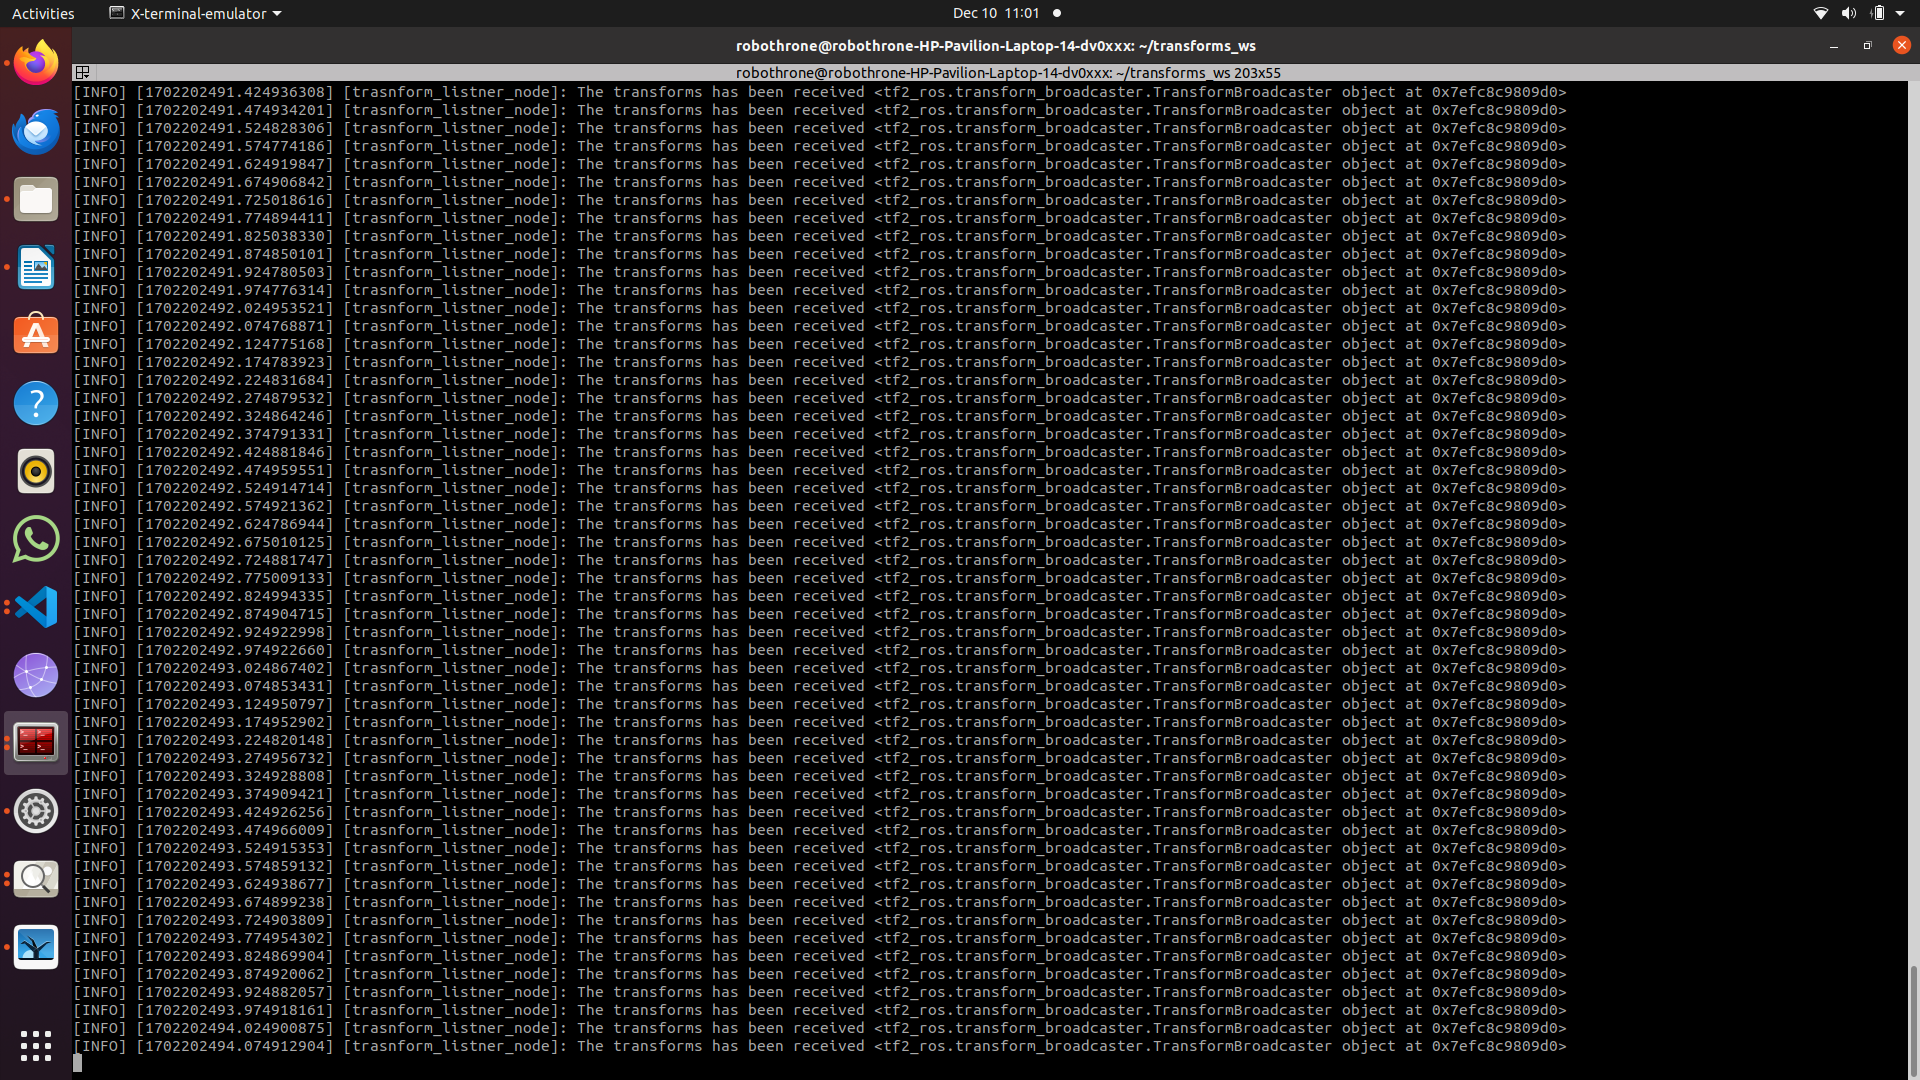 Activities X-terminal-emulator Dec 10 11:01
robothrone@robothrone-HP-Pavilion-Laptop-14-dv0xxx: ~/transforms_ws
robothrone@robothrone-HP-Pavilion-Laptop-14-dv0xxx: ~/transforms_ws 203x55
[INFO] [1702202491.424936308] [trasnform_listner_node]: The transforms has been received <tf2_ros.transform_broadcaster.TransformBroadcaster object at 0x7efc8c9809d0>
[INFO] [1702202491.474934201] [trasnform_listner_node]: The transforms has been received <tf2_ros.transform_broadcaster.TransformBroadcaster object at 0x7efc8c9809d0>
[INFO] [1702202491.524828306] [trasnform_listner_node]: The transforms has been received <tf2_ros.transform_broadcaster.TransformBroadcaster object at 0x7efc8c9809d0>
[INFO] [1702202491.574774186] [trasnform_listner_node]: The transforms has been received <tf2_ros.transform_broadcaster.TransformBroadcaster object at 0x7efc8c9809d0>
[INFO] [1702202491.624919847] [trasnform_listner_node]: The transforms has been received <tf2_ros.transform_broadcaster.TransformBroadcaster object at 0x7efc8c9809d0>
[INFO] [1702202491.674906842] [trasnform_listner_node]: The transforms has been received <tf2_ros.transform_broadcaster.TransformBroadcaster object at 0x7efc8c9809d0>
[INFO] [1702202491.725018616] [trasnform_listner_node]: The transforms has been received <tf2_ros.transform_broadcaster.TransformBroadcaster object at 0x7efc8c9809d0>
[INFO] [1702202491.774894411] [trasnform_listner_node]: The transforms has been received <tf2_ros.transform_broadcaster.TransformBroadcaster object at 0x7efc8c9809d0>
[INFO] [1702202491.825038330] [trasnform_listner_node]: The transforms has been received <tf2_ros.transform_broadcaster.TransformBroadcaster object at 0x7efc8c9809d0>
[INFO] [1702202491.874850101] [trasnform_listner_node]: The transforms has been received <tf2_ros.transform_broadcaster.TransformBroadcaster object at 0x7efc8c9809d0>
[INFO] [1702202491.924780503] [trasnform_listner_node]: The transforms has been received <tf2_ros.transform_broadcaster.TransformBroadcaster object at 0x7efc8c9809d0>
[INFO] [1702202491.974776314] [trasnform_listner_node]: The transforms has been received <tf2_ros.transform_broadcaster.TransformBroadcaster object at 0x7efc8c9809d0>
[INFO] [1702202492.024953521] [trasnform_listner_node]: The transforms has been received <tf2_ros.transform_broadcaster.TransformBroadcaster object at 0x7efc8c9809d0>
[INFO] [1702202492.074768871] [trasnform_listner_node]: The transforms has been received <tf2_ros.transform_broadcaster.TransformBroadcaster object at 0x7efc8c9809d0>
[INFO] [1702202492.124775168] [trasnform_listner_node]: The transforms has been received <tf2_ros.transform_broadcaster.TransformBroadcaster object at 0x7efc8c9809d0>
[INFO] [1702202492.174783923] [trasnform_listner_node]: The transforms has been received <tf2_ros.transform_broadcaster.TransformBroadcaster object at 0x7efc8c9809d0>
[INFO] [1702202492.224831684] [trasnform_listner_node]: The transforms has been received <tf2_ros.transform_broadcaster.TransformBroadcaster object at 0x7efc8c9809d0>
[INFO] [1702202492.274879532] [trasnform_listner_node]: The transforms has been received <tf2_ros.transform_broadcaster.TransformBroadcaster object at 0x7efc8c9809d0>
[INFO] [1702202492.324864246] [trasnform_listner_node]: The transforms has been received <tf2_ros.transform_broadcaster.TransformBroadcaster object at 0x7efc8c9809d0>
[INFO] [1702202492.374791331] [trasnform_listner_node]: The transforms has been received <tf2_ros.transform_broadcaster.TransformBroadcaster object at 0x7efc8c9809d0>
[INFO] [1702202492.424881846] [trasnform_listner_node]: The transforms has been received <tf2_ros.transform_broadcaster.TransformBroadcaster object at 0x7efc8c9809d0>
[INFO] [1702202492.474959551] [trasnform_listner_node]: The transforms has been received <tf2_ros.transform_broadcaster.TransformBroadcaster object at 0x7efc8c9809d0>
[INFO] [1702202492.524914714] [trasnform_listner_node]: The transforms has been received <tf2_ros.transform_broadcaster.TransformBroadcaster object at 0x7efc8c9809d0>
[INFO] [1702202492.574921362] [trasnform_listner_node]: The transforms has been received <tf2_ros.transform_broadcaster.TransformBroadcaster object at 0x7efc8c9809d0>
[INFO] [1702202492.624786944] [trasnform_listner_node]: The transforms has been received <tf2_ros.transform_broadcaster.TransformBroadcaster object at 0x7efc8c9809d0>
[INFO] [1702202492.675010125] [trasnform_listner_node]: The transforms has been received <tf2_ros.transform_broadcaster.TransformBroadcaster object at 0x7efc8c9809d0>
[INFO] [1702202492.724881747] [trasnform_listner_node]: The transforms has been received <tf2_ros.transform_broadcaster.TransformBroadcaster object at 0x7efc8c9809d0>
[INFO] [1702202492.775009133] [trasnform_listner_node]: The transforms has been received <tf2_ros.transform_broadcaster.TransformBroadcaster object at 0x7efc8c9809d0>
[INFO] [1702202492.824994335] [trasnform_listner_node]: The transforms has been received <tf2_ros.transform_broadcaster.TransformBroadcaster object at 0x7efc8c9809d0>
[INFO] [1702202492.874904715] [trasnform_listner_node]: The transforms has been received <tf2_ros.transform_broadcaster.TransformBroadcaster object at 0x7efc8c9809d0>
[INFO] [1702202492.924922998] [trasnform_listner_node]: The transforms has been received <tf2_ros.transform_broadcaster.TransformBroadcaster object at 0x7efc8c9809d0>
[INFO] [1702202492.974922660] [trasnform_listner_node]: The transforms has been received <tf2_ros.transform_broadcaster.TransformBroadcaster object at 0x7efc8c9809d0>
[INFO] [1702202493.024867402] [trasnform_listner_node]: The transforms has been received <tf2_ros.transform_broadcaster.TransformBroadcaster object at 0x7efc8c9809d0>
[INFO] [1702202493.074853431] [trasnform_listner_node]: The transforms has been received <tf2_ros.transform_broadcaster.TransformBroadcaster object at 0x7efc8c9809d0>
[INFO] [1702202493.124950797] [trasnform_listner_node]: The transforms has been received <tf2_ros.transform_broadcaster.TransformBroadcaster object at 0x7efc8c9809d0>
[INFO] [1702202493.174952902] [trasnform_listner_node]: The transforms has been received <tf2_ros.transform_broadcaster.TransformBroadcaster object at 0x7efc8c9809d0>
[INFO] [1702202493.224820148] [trasnform_listner_node]: The transforms has been received <tf2_ros.transform_broadcaster.TransformBroadcaster object at 0x7efc8c9809d0>
[INFO] [1702202493.274956732] [trasnform_listner_node]: The transforms has been received <tf2_ros.transform_broadcaster.TransformBroadcaster object at 0x7efc8c9809d0>
[INFO] [1702202493.324928808] [trasnform_listner_node]: The transforms has been received <tf2_ros.transform_broadcaster.TransformBroadcaster object at 0x7efc8c9809d0>
[INFO] [1702202493.374909421] [trasnform_listner_node]: The transforms has been received <tf2_ros.transform_broadcaster.TransformBroadcaster object at 0x7efc8c9809d0>
[INFO] [1702202493.424926256] [trasnform_listner_node]: The transforms has been received <tf2_ros.transform_broadcaster.TransformBroadcaster object at 0x7efc8c9809d0>
[INFO] [1702202493.474966009] [trasnform_listner_node]: The transforms has been received <tf2_ros.transform_broadcaster.TransformBroadcaster object at 0x7efc8c9809d0>
[INFO] [1702202493.524915353] [trasnform_listner_node]: The transforms has been received <tf2_ros.transform_broadcaster.TransformBroadcaster object at 0x7efc8c9809d0>
[INFO] [1702202493.574859132] [trasnform_listner_node]: The transforms has been received <tf2_ros.transform_broadcaster.TransformBroadcaster object at 0x7efc8c9809d0>
[INFO] [1702202493.624938677] [trasnform_listner_node]: The transforms has been received <tf2_ros.transform_broadcaster.TransformBroadcaster object at 0x7efc8c9809d0>
[INFO] [1702202493.674899238] [trasnform_listner_node]: The transforms has been received <tf2_ros.transform_broadcaster.TransformBroadcaster object at 0x7efc8c9809d0>
[INFO] [1702202493.724903809] [trasnform_listner_node]: The transforms has been received <tf2_ros.transform_broadcaster.TransformBroadcaster object at 0x7efc8c9809d0>
[INFO] [1702202493.774954302] [trasnform_listner_node]: The transforms has been received <tf2_ros.transform_broadcaster.TransformBroadcaster object at 0x7efc8c9809d0>
[INFO] [1702202493.824869904] [trasnform_listner_node]: The transforms has been received <tf2_ros.transform_broadcaster.TransformBroadcaster object at 0x7efc8c9809d0>
[INFO] [1702202493.874920062] [trasnform_listner_node]: The transforms has been received <tf2_ros.transform_broadcaster.TransformBroadcaster object at 0x7efc8c9809d0>
[INFO] [1702202493.924882057] [trasnform_listner_node]: The transforms has been received <tf2_ros.transform_broadcaster.TransformBroadcaster object at 0x7efc8c9809d0>
[INFO] [1702202493.974918161] [trasnform_listner_node]: The transforms has been received <tf2_ros.transform_broadcaster.TransformBroadcaster object at 0x7efc8c9809d0>
[INFO] [1702202494.024900875] [trasnform_listner_node]: The transforms has been received <tf2_ros.transform_broadcaster.TransformBroadcaster object at 0x7efc8c9809d0>
[INFO] [1702202494.074912904] [trasnform_listner_node]: The transforms has been received <tf2_ros.transform_broadcaster.TransformBroadcaster object at 0x7efc8c9809d0>